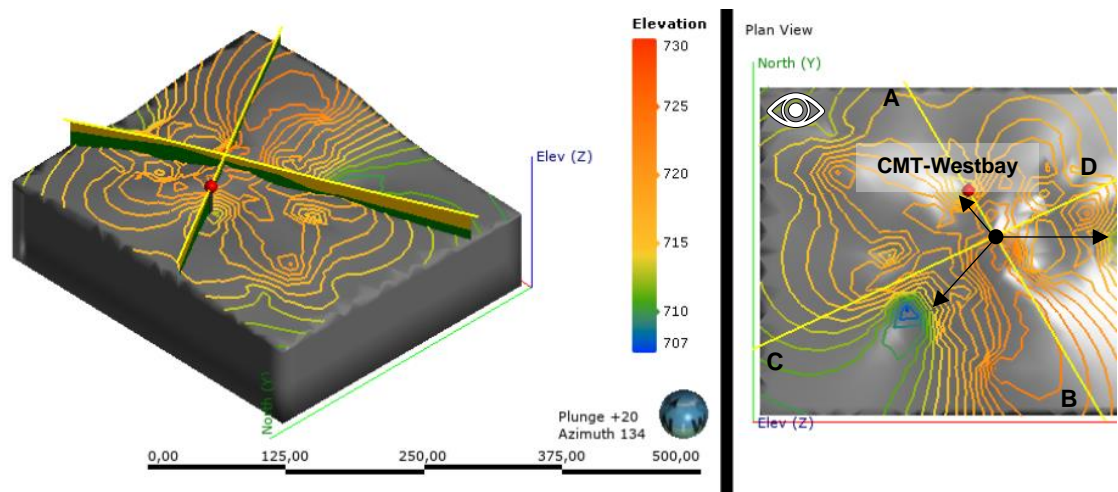 Elevation
730
725
720
715
710
707
Elev (Z)
North (Y)
Plunge +20
Azimuth 134
0,00 125,00 250,00 375,00 500,00
Plan View
North (Y)
A
CMT-Westbay
D
C
B
Elev (Z)